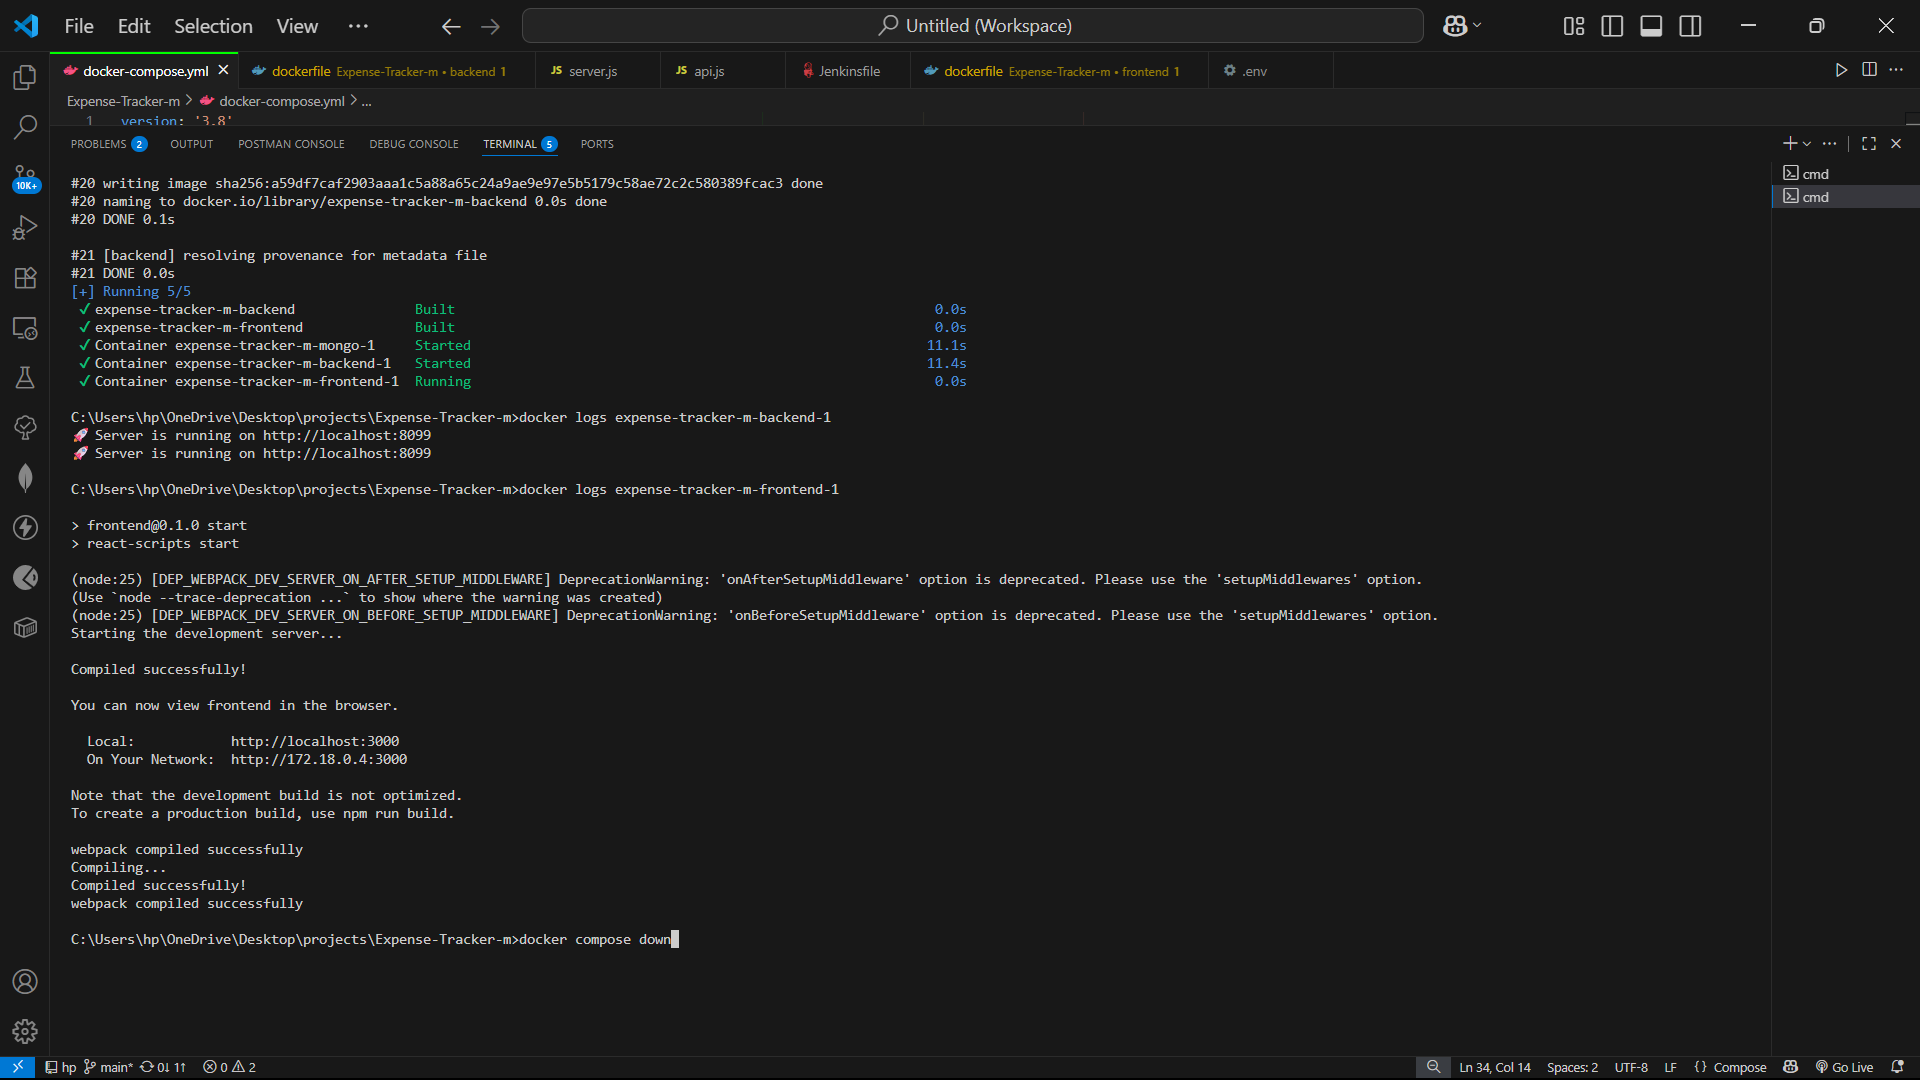 File Edit Selection View ··· Untitled (Workspace)
docker-compose.yml dockerfile Expense-Tracker-m • backend 1 JS server.js JS api.js Jenkinsfile dockerfile Expense-Tracker-m • frontend 1 .env
Expense-Tracker-m > docker-compose.yml > ...
1 version: '3.8'
PROBLEMS 2 OUTPUT POSTMAN CONSOLE DEBUG CONSOLE TERMINAL 5 PORTS
10K+
cmd
cmd
#20 writing image sha256:a59df7caf2903aaa1c5a88a65c24a9ae9e97e5b5179c58ae72c2c580389fcac3 done
#20 naming to docker.io/library/expense-tracker-m-backend 0.0s done
#20 DONE 0.1s
#21 [backend] resolving provenance for metadata file
#21 DONE 0.0s
[+] Running 5/5
✓ expense-tracker-m-backend Built 0.0s
✓ expense-tracker-m-frontend Built 0.0s
✓ Container expense-tracker-m-mongo-1 Started 11.1s
✓ Container expense-tracker-m-backend-1 Started 11.4s
✓ Container expense-tracker-m-frontend-1 Running 0.0s
C:\Users\hp\OneDrive\Desktop\projects\Expense-Tracker-m>docker logs expense-tracker-m-backend-1
🚀 Server is running on http://localhost:8099
🚀 Server is running on http://localhost:8099
C:\Users\hp\OneDrive\Desktop\projects\Expense-Tracker-m>docker logs expense-tracker-m-frontend-1
> frontend@0.1.0 start
> react-scripts start
(node:25) [DEP_WEBPACK_DEV_SERVER_ON_AFTER_SETUP_MIDDLEWARE] DeprecationWarning: 'onAfterSetupMiddleware' option is deprecated. Please use the 'setupMiddlewares' option.
(Use `node --trace-deprecation ...` to show where the warning was created)
(node:25) [DEP_WEBPACK_DEV_SERVER_ON_BEFORE_SETUP_MIDDLEWARE] DeprecationWarning: 'onBeforeSetupMiddleware' option is deprecated. Please use the 'setupMiddlewares' option.
Starting the development server...
Compiled successfully!
You can now view frontend in the browser.
Local: http://localhost:3000
On Your Network: http://172.18.0.4:3000
Note that the development build is not optimized.
To create a production build, use npm run build.
webpack compiled successfully
Compiling...
Compiled successfully!
webpack compiled successfully
C:\Users\hp\OneDrive\Desktop\projects\Expense-Tracker-m>docker compose down
hp main* 0↓ 1↑ 0 2 Ln 34, Col 14 Spaces: 2 UTF-8 LF {} Compose Go Live